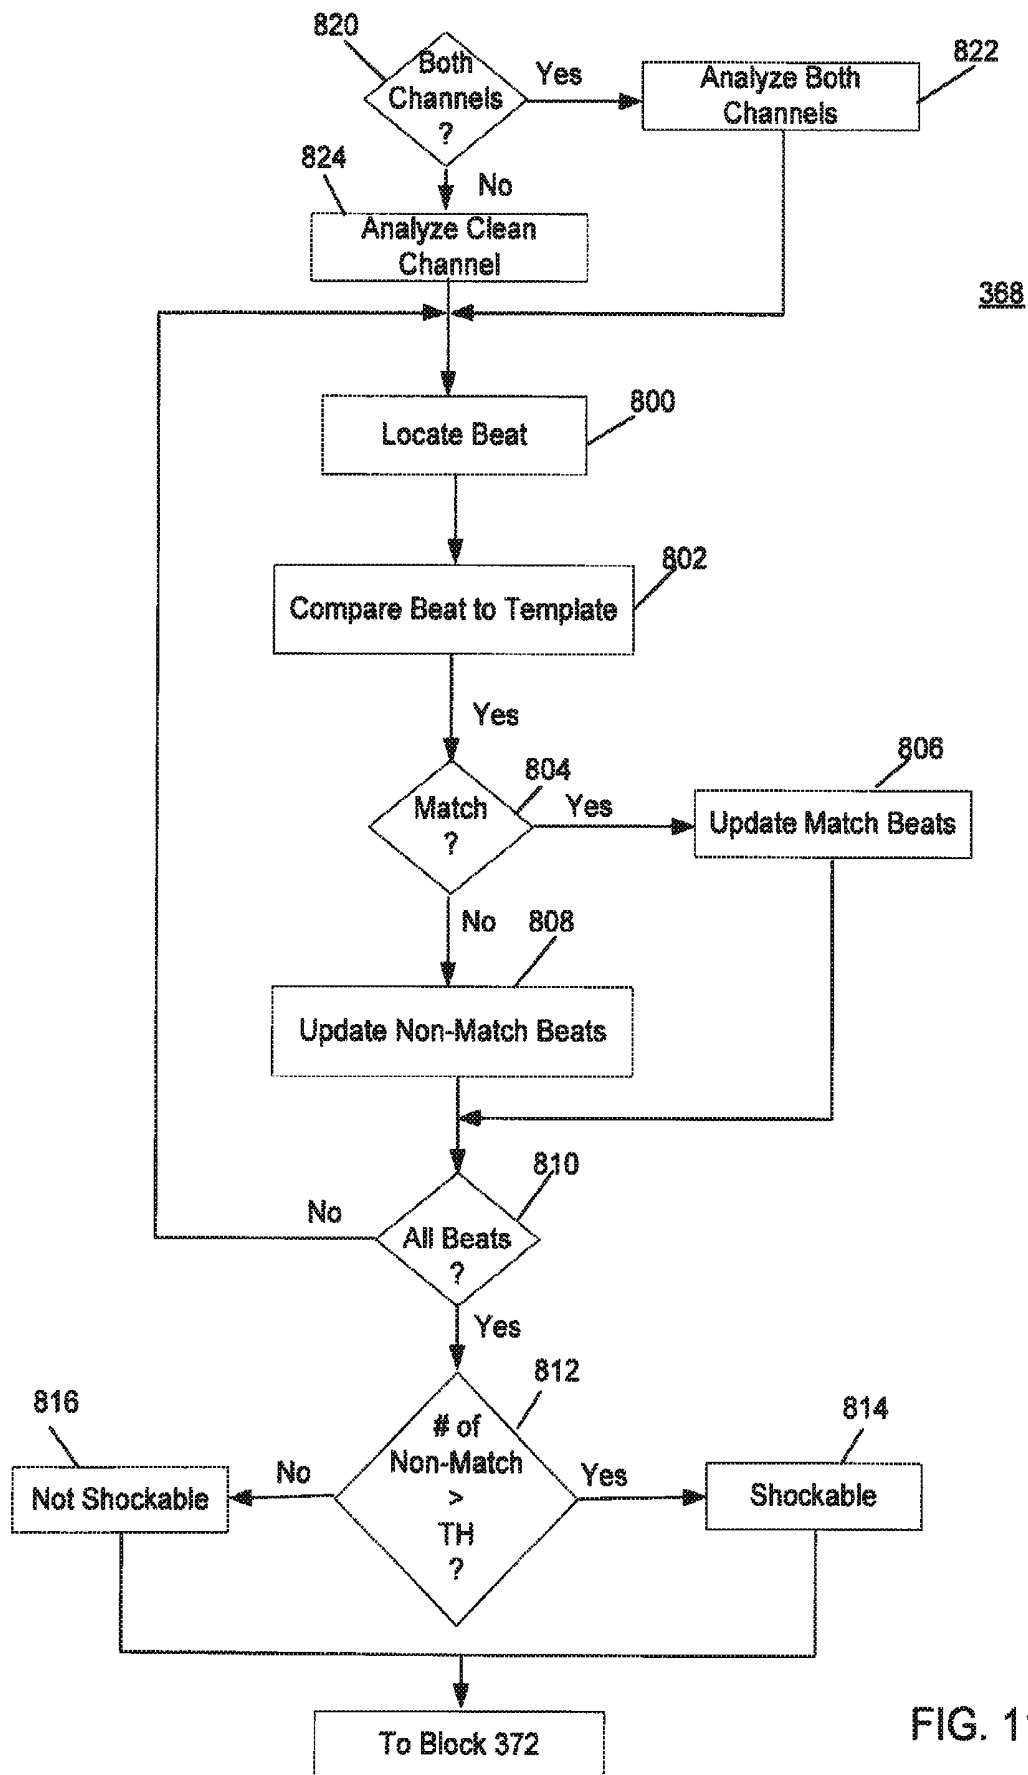 820
Both
Channels
?
Yes
Analyze Both
Channels
822
824
No
Analyze Clean
Channel
368
Locate Beat
800
Compare Beat to Template
802
Yes
Match
?
804
Yes
806
Update Match Beats
No
808
Update Non-Match Beats
No
All Beats
?
810
Yes
812
816
Not Shockable
No
# of
Non-Match
>
TH
?
Yes
814
Shockable
To Block 372
FIG. 11